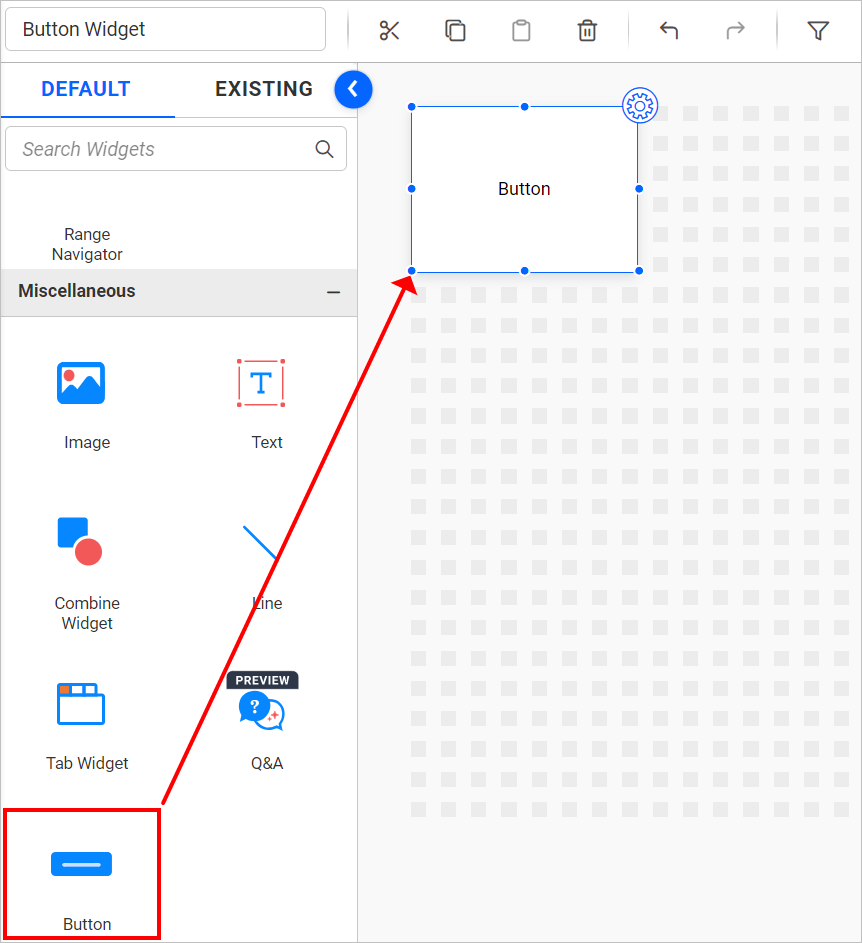 Button Widget
DEFAULT
EXISTING
Search Widgets
Button
Range
Navigator
Miscellaneous
Image
Text
Combine
Widget
Line
PREVIEW
?
Tab Widget
Q&A
Button